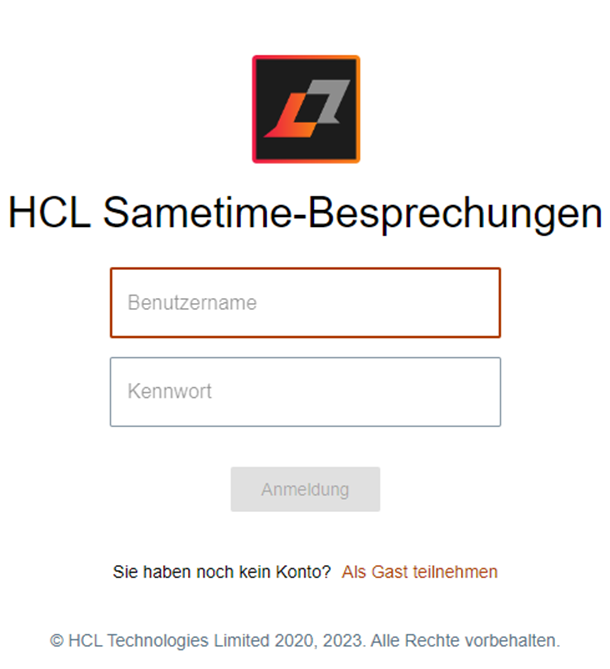 HCL Sametime-Besprechungen
Benutzername
Kennwort
Anmeldung
Sie haben noch kein Konto? Als Gast teilnehmen
© HCL Technologies Limited 2020, 2023. Alle Rechte vorbehalten.